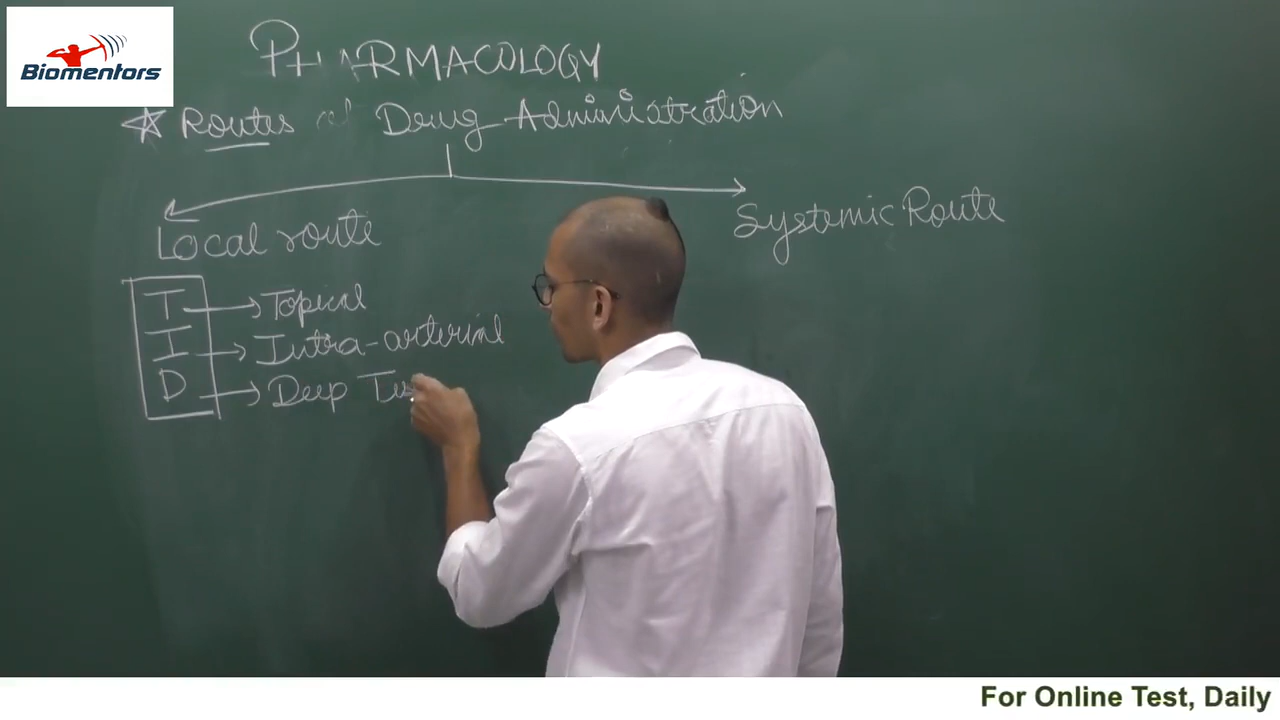 Biomentors
PHARMACOLOGY
Routes of Drug Administration
Local route
Systemic Route
T → Topical
I → Intra-arterial
D → Deep
For Online Test, Daily